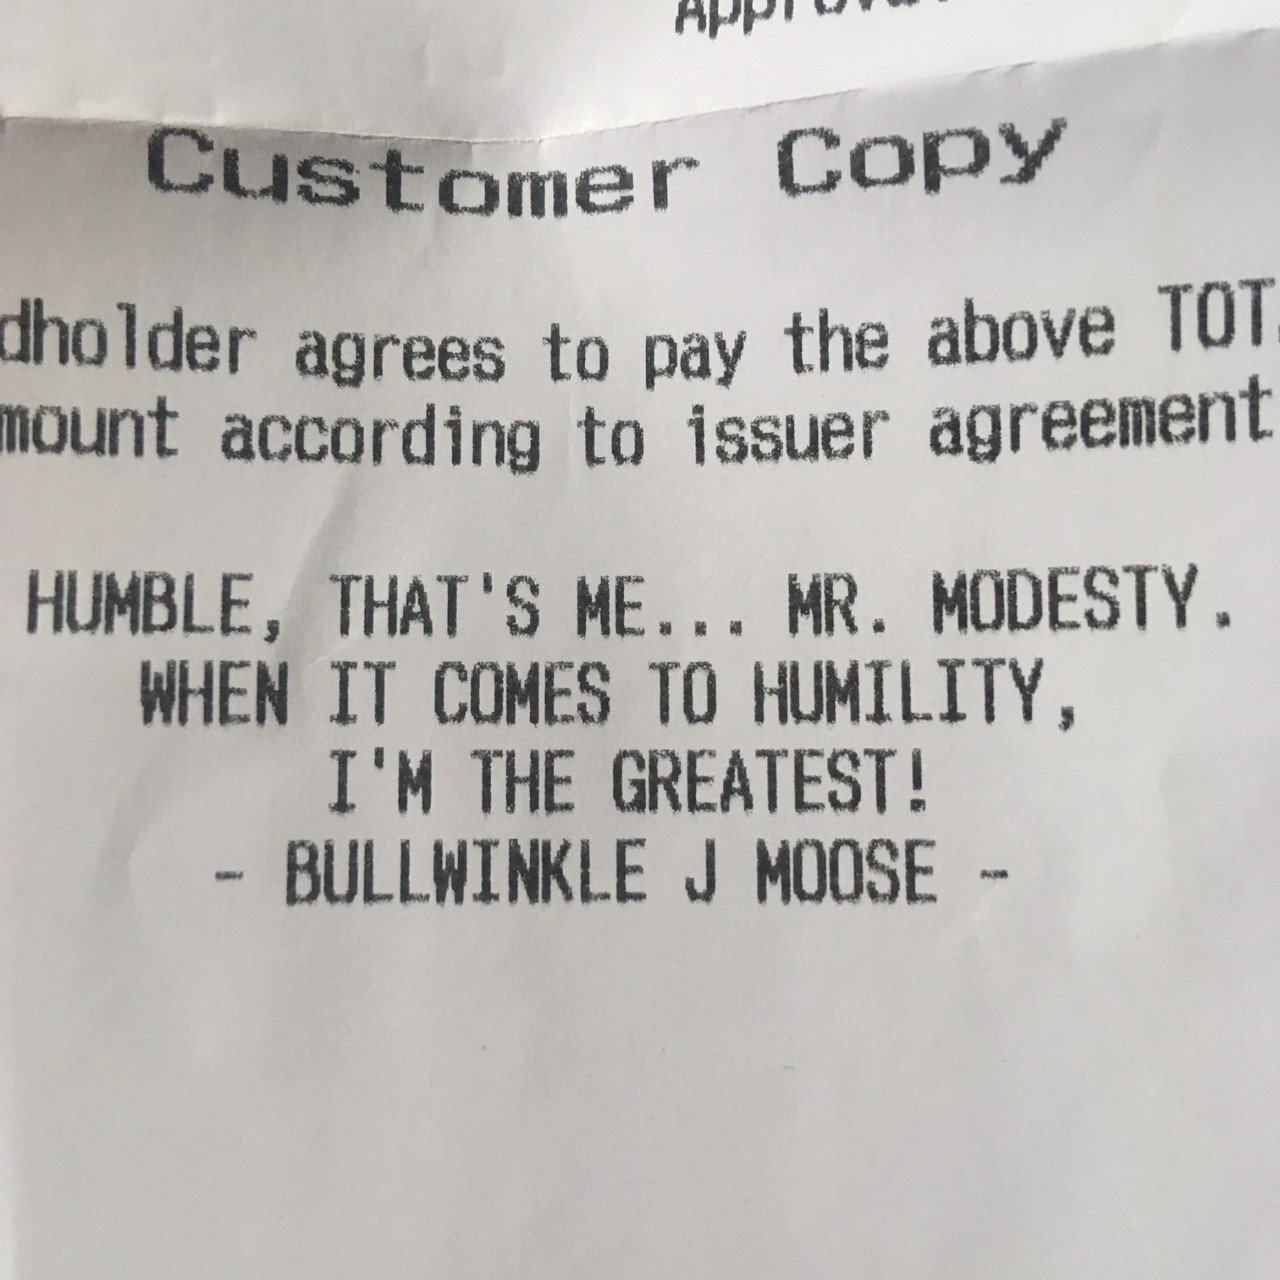 Customer Copy
dholder agrees to pay the above TOT
mount according to issuer agreement
HUMBLE, THAT'S ME... MR. MODESTY.
WHEN IT COMES TO HUMILITY,
I'M THE GREATEST!
- BULLWINKLE J MOOSE -